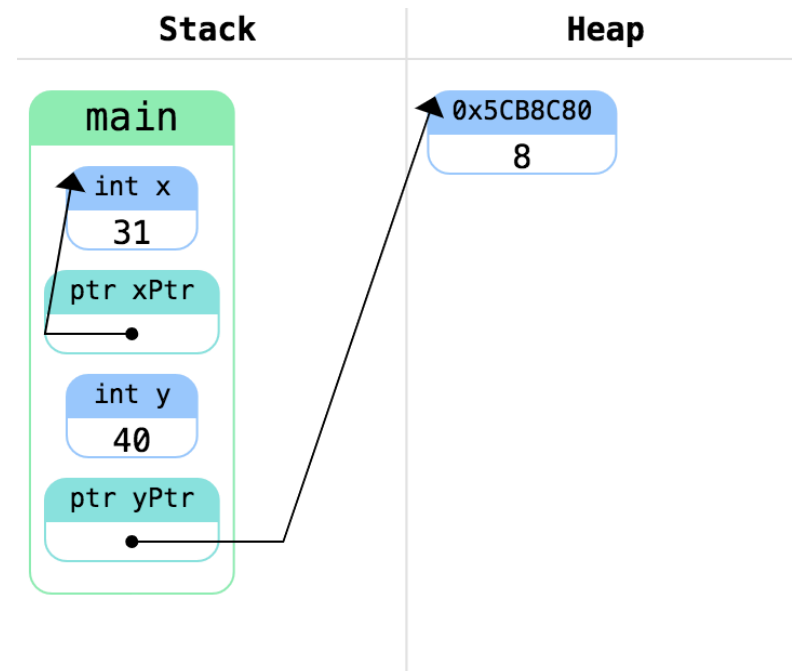 Stack
Heap
main
int x
31
ptr xPtr
int y
40
ptr yPtr
0x5CB8C80
8